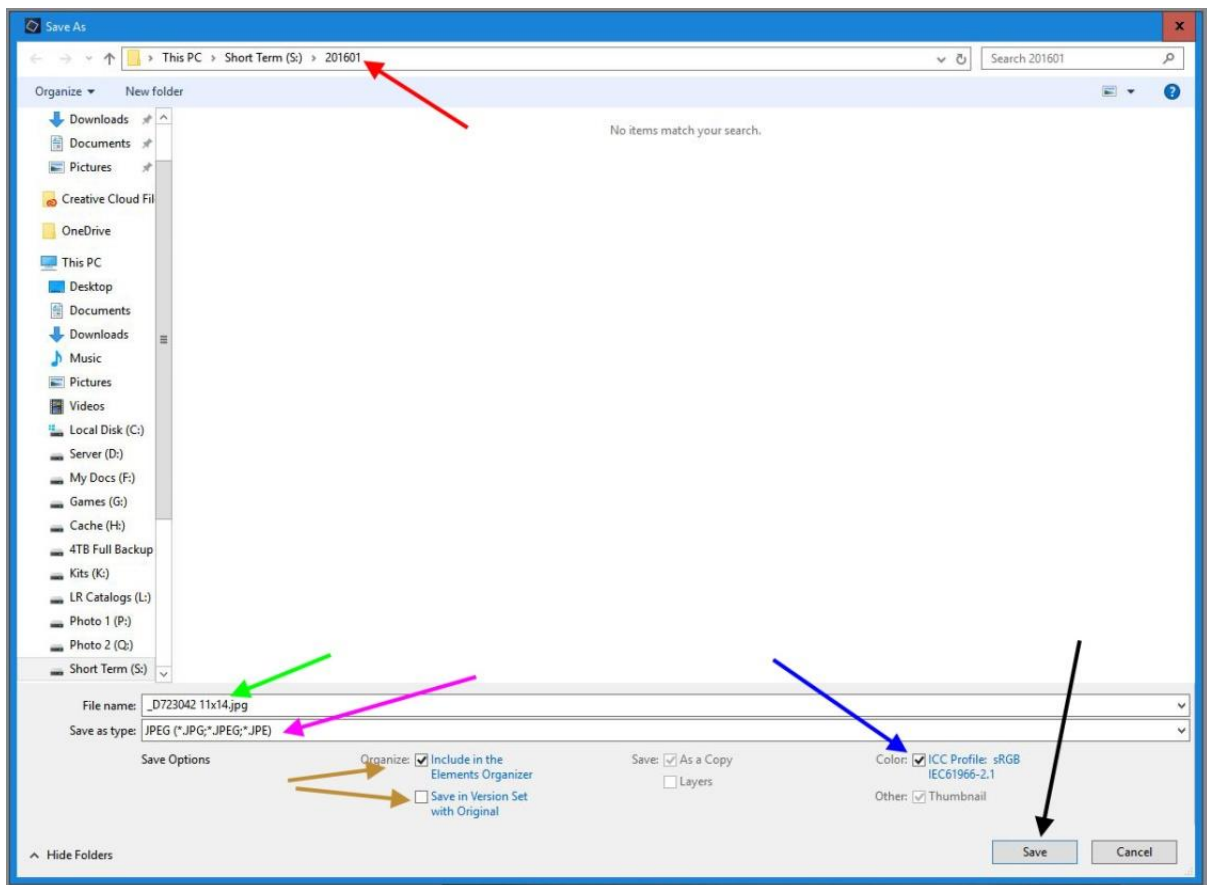 Save As
This PC > Short Term (S:) > 201601
Search 201601
Organize
New folder
Downloads
Documents
Pictures
Creative Cloud Fil
OneDrive
This PC
Desktop
Documents
Downloads
Music
Pictures
Videos
Local Disk (C:)
Server (D:)
My Docs (F:)
Games (G:)
Cache (H:)
4TB Full Backup
Kits (K:)
LR Catalogs (L:)
Photo 1 (P:)
Photo 2 (Q:)
Short Term (S:)
No items match your search.
File name: _D723042 11x14.jpg
Save as type: JPEG (*.JPG;*.JPEG;*.JPE)
Save Options
Organize: Include in the
Elements Organizer
Save in Version Set
with Original
Save: As a Copy
Layers
Color: ICC Profile: sRGB
IEC61966-2.1
Other: Thumbnail
Hide Folders
Save
Cancel